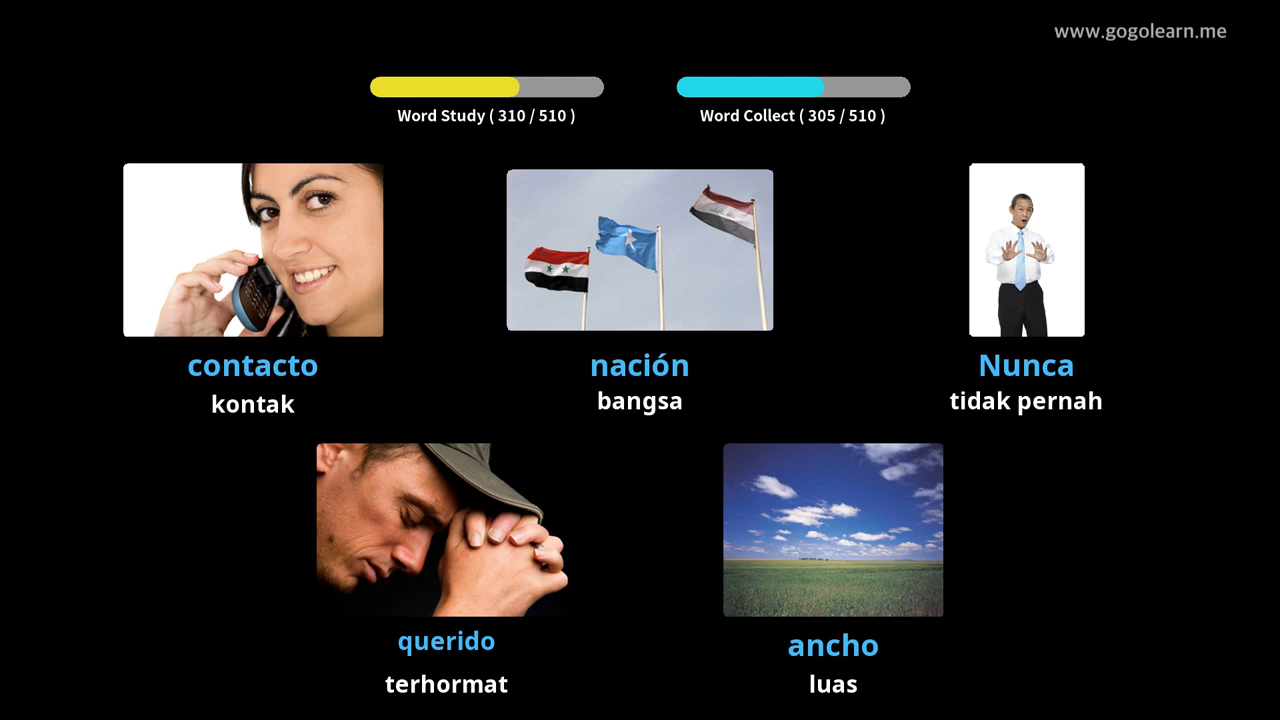 www.gogolearn.me
Word Study ( 310 / 510 )
Word Collect ( 305 / 510 )
contacto
kontak
nación
bangsa
Nunca
tidak pernah
querido
terhormat
ancho
luas